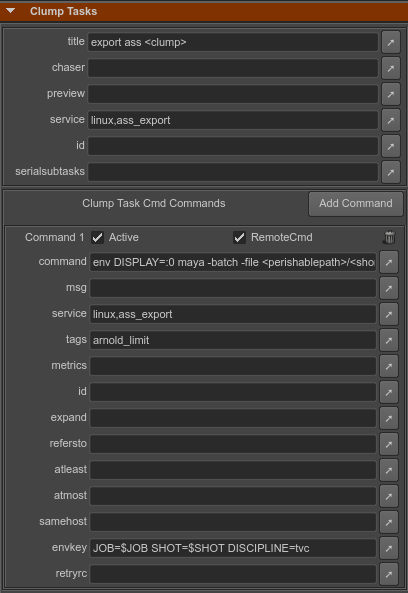 Clump Tasks
title export ass <clump>
chaser
preview
service linux,ass_export
id
serialsubtasks
Clump Task Cmd Commands Add Command
Command 1 Active RemoteCmd
command env DISPLAY=:0 maya -batch -file <perishablepath>/<sho
msg
service linux,ass_export
tags arnold_limit
metrics
id
expand
refersto
atleast
atmost
samehost
envkey JOB=$JOB SHOT=$SHOT DISCIPLINE=tvc
retryrc